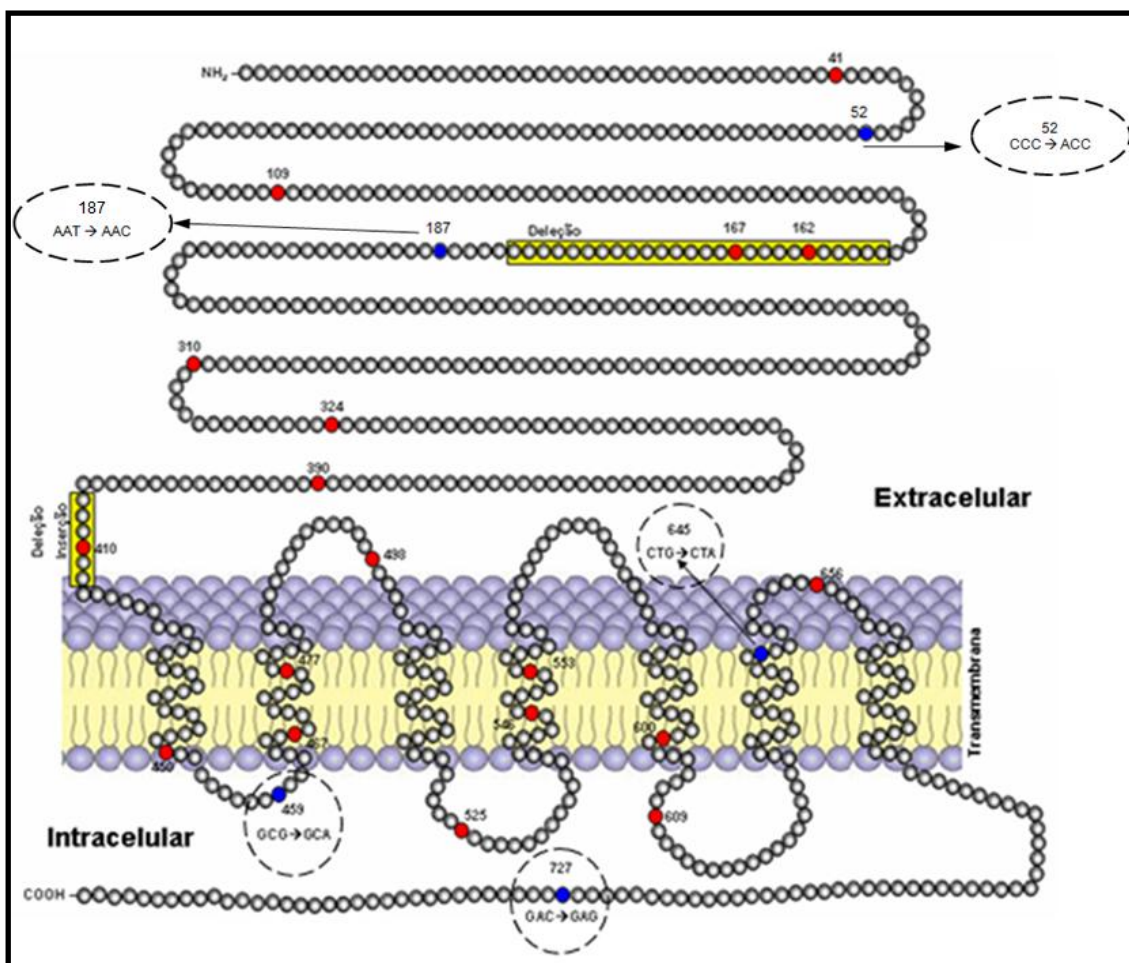 NH₂
41
52
52
CCC → ACC
109
187
AAT → AAC
187
Deleção
167
162
310
324
390
Deleção
Inserção
410
Extracelular
498
645
CTG → CTA
656
477
553
546
600
467
450
Transmembrana
459
GCG → GCA
525
609
Intracelular
727
GAC → GAG
COOH